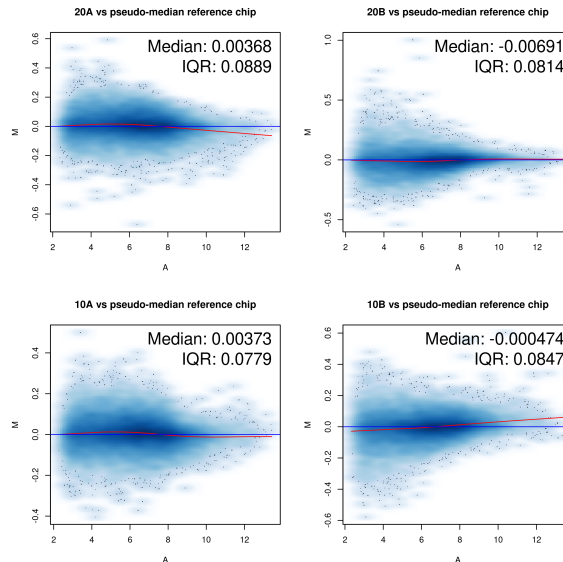 20A vs pseudo-median reference chip
20B vs pseudo-median reference chip
Median: 0.00368
IQR: 0.0889
Median: -0.00691
IQR: 0.0814
M
0.6
0.4
0.2
0.0
-0.2
-0.4
-0.6
2 4 6 8 10 12
A
M
1.0
0.5
0.0
-0.5
2 4 6 8 10 12
A
10A vs pseudo-median reference chip
10B vs pseudo-median reference chip
Median: 0.00373
IQR: 0.0779
Median: -0.000474
IQR: 0.0847
M
0.4
0.2
0.0
-0.2
-0.4
2 4 6 8 10 12
A
M
0.6
0.4
0.2
0.0
-0.2
-0.4
-0.6
2 4 6 8 10 12
A